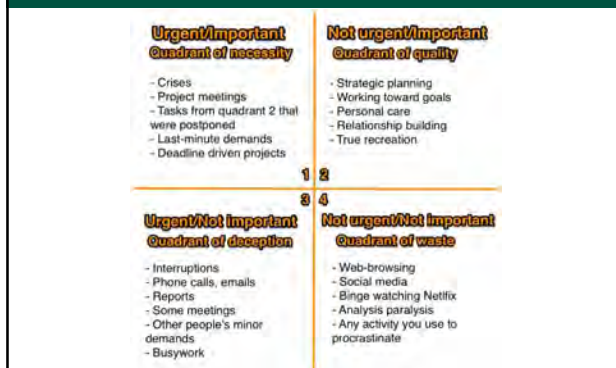 Urgent/Important
Quadrant of necessity
- Crises
- Project meetings
- Tasks from quadrant 2 that
were postponed
- Last-minute demands
- Deadline driven projects
1
Not urgent/Important
Quadrant of quality
- Strategic planning
- Working toward goals
- Personal care
- Relationship building
- True recreation
2
3
Urgent/Not important
Quadrant of deception
- Interruptions
- Phone calls, emails
- Reports
- Some meetings
- Other people's minor
demands
- Busywork
4
Not urgent/Not important
Quadrant of waste
- Web-browsing
- Social media
- Binge watching Netifix
- Analysis paralysis
- Any activity you use to
procrastinate